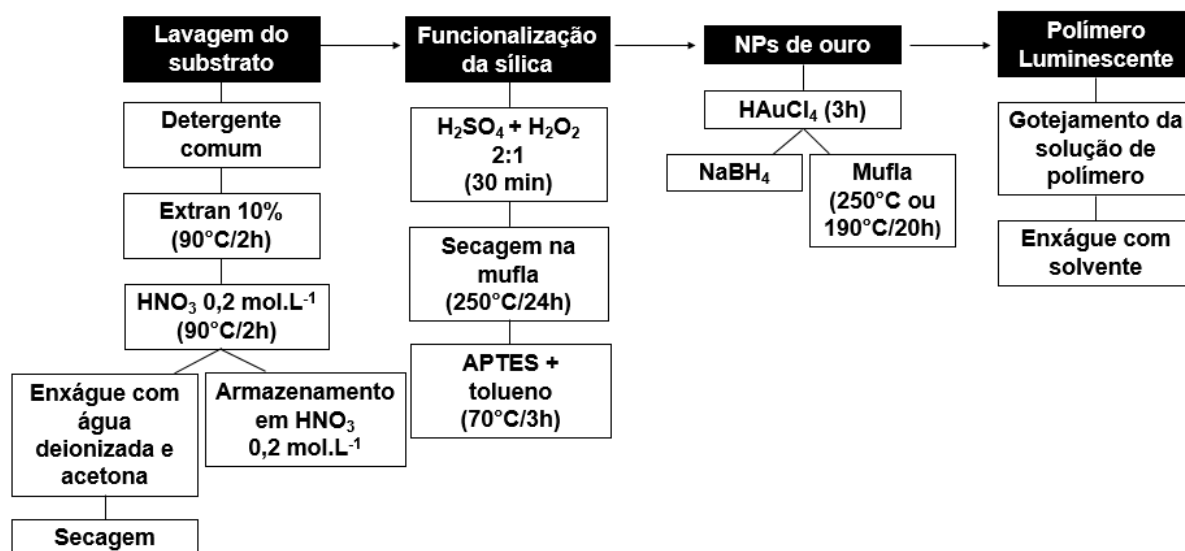 Lavagem do
substrato
Detergente
comum
Extran 10%
(90°C/2h)
HNO₃ 0,2 mol.L⁻¹
(90°C/2h)
Enxágue com
água
deionizada e
acetona
Secagem
Armazenamento
em HNO₃
0,2 mol.L⁻¹
Funcionalização
da sílica
H₂SO₄ + H₂O₂
2:1
(30 min)
Secagem na
mufla
(250°C/24h)
APTES +
tolueno
(70°C/3h)
NPs de ouro
HAuCl₄ (3h)
NaBH₄
Mufla
(250°C ou
190°C/20h)
Polímero
Luminescente
Gotejamento da
solução de
polímero
Enxágue com
solvente